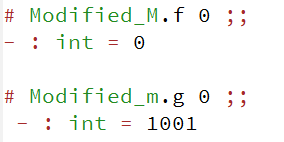 # Modified_M.f 0 ;;
- : int = 0
# Modified_m.g 0 ;;
- : int = 1001